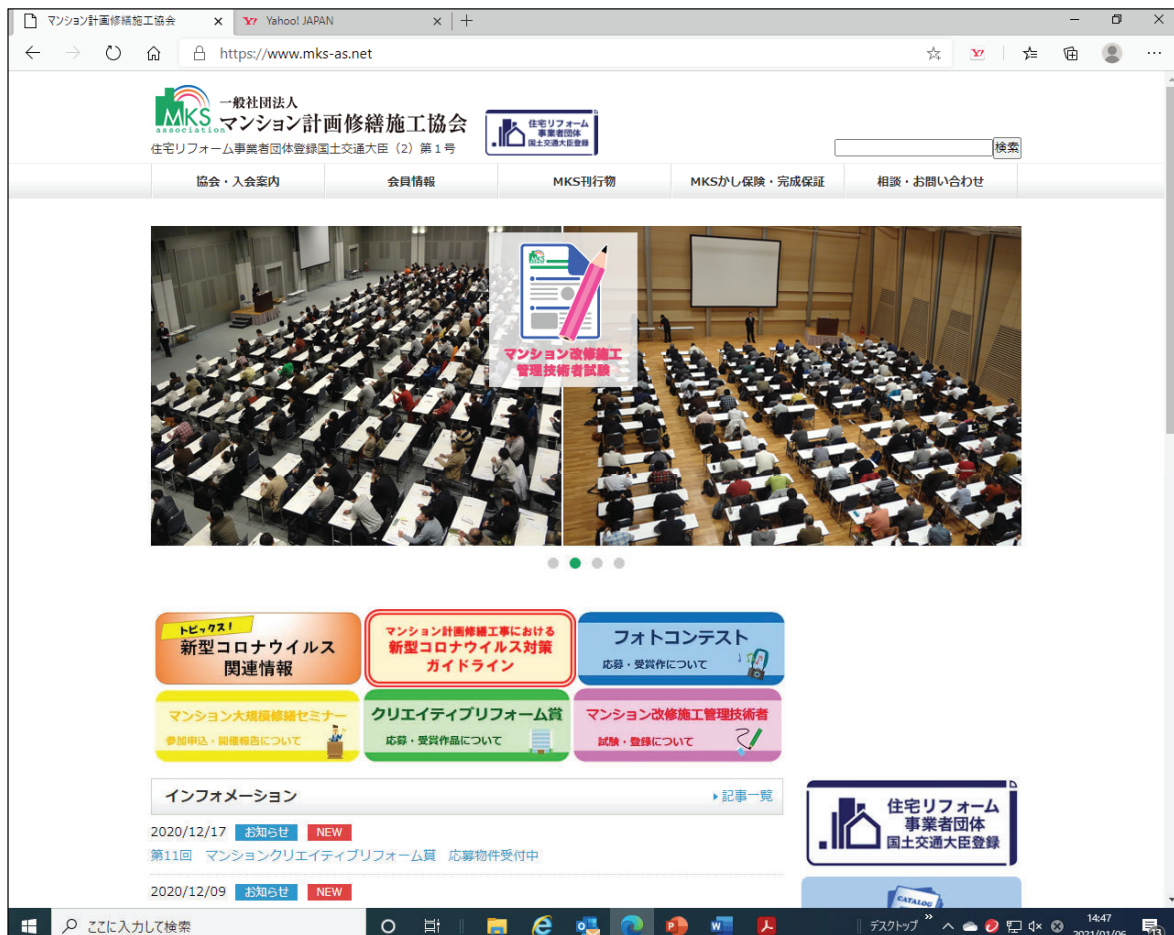 マンション計画修繕施工協会
Yahoo! JAPAN
https://www.mks-as.net
MKS
association
一般社団法人
マンション計画修繕施工協会
住宅リフォーム事業者団体登録国土交通大臣（2）第1号
住宅リフォーム
事業者団体
国土交通大臣登録
検索
協会・入会案内
会員情報
MKS刊行物
MKSかし保険・完成保証
相談・お問い合わせ
マンション改修施工
管理技術者試験
トピックス！
新型コロナウイルス
関連情報
マンション計画修繕工事における
新型コロナウイルス対策
ガイドライン
フォトコンテスト
応募・受賞作について
マンション大規模修繕セミナー
参加申込・開催報告について
クリエイティブリフォーム賞
応募・受賞作品について
マンション改修施工管理技術者
試験・登録について
インフォメーション
記事一覧
2020/12/17 お知らせ NEW
第11回　マンションクリエイティブリフォーム賞　応募物件受付中
2020/12/09 お知らせ NEW
住宅リフォーム
事業者団体
国土交通大臣登録
CATALOG
ここに入力して検索
デスクトップ
14:47
2021/01/06